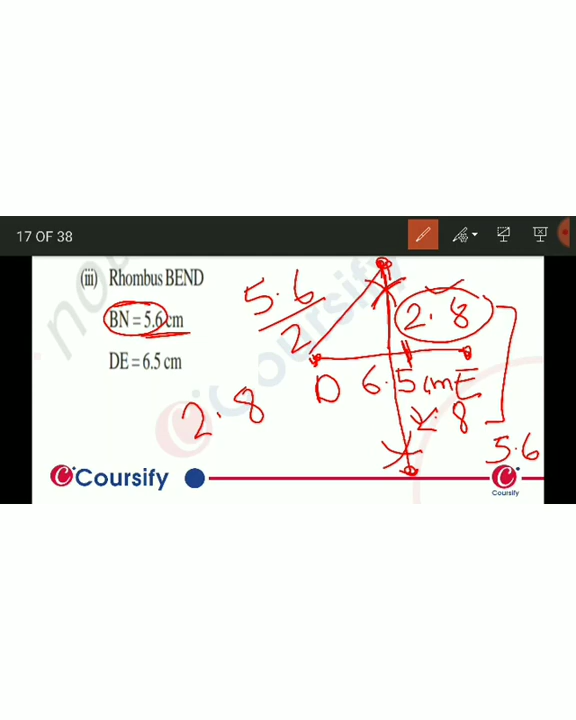 17 OF 38
(iii) Rhombus BEND
BN = 5.6 cm
DE = 6.5 cm
5.6
2
2.8
2.8
D 6.5 cm E
2.8
5.6
Coursify
Coursify
Coursify